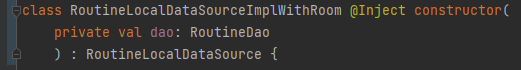 class RoutineLocalDataSourceImplWithRoom @Inject constructor(
    private val dao: RoutineDao
    ) : RoutineLocalDataSource {